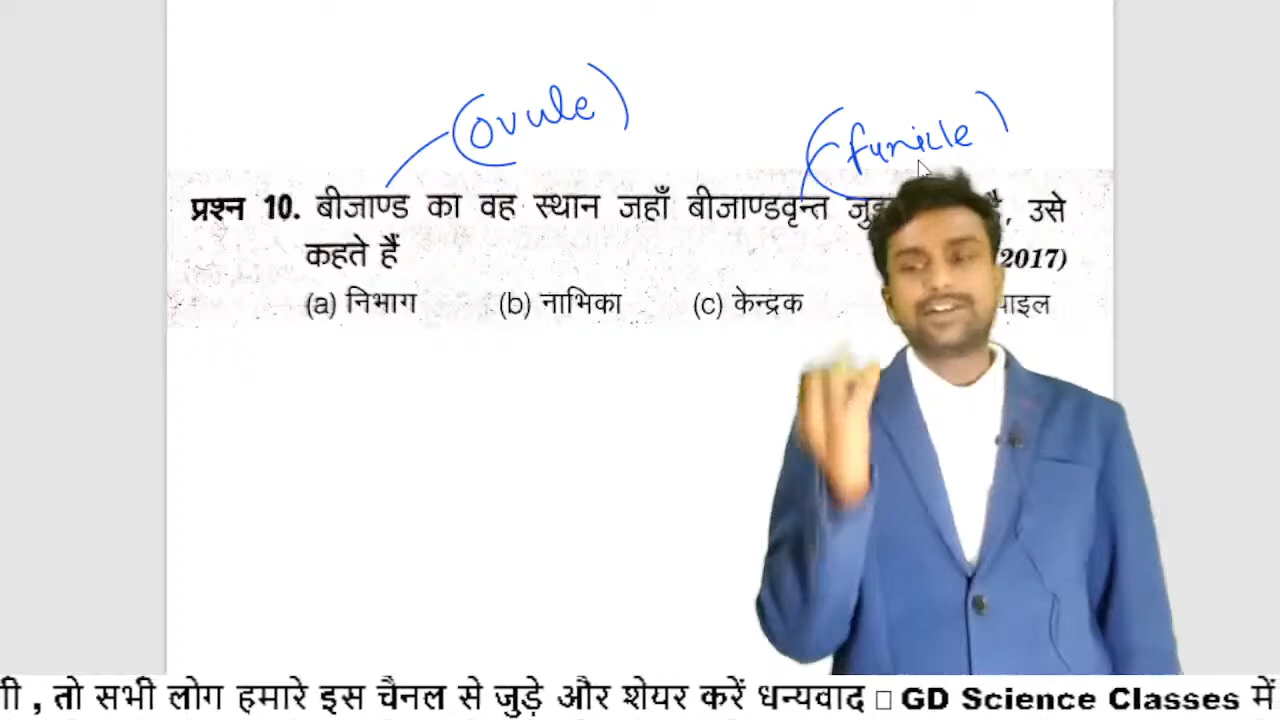 (ovule)
(funicle)
प्रश्न 10. बीजाण्ड का वह स्थान जहाँ बीजाण्डवृन्त है, उसे
कहते हैं 2017)
(a) निभाग (b) नाभिका (c) केन्द्रक
गी , तो सभी लोग हमारे इस चैनल से जुड़े और शेयर करें धन्यवाद □ GD Science Classes में